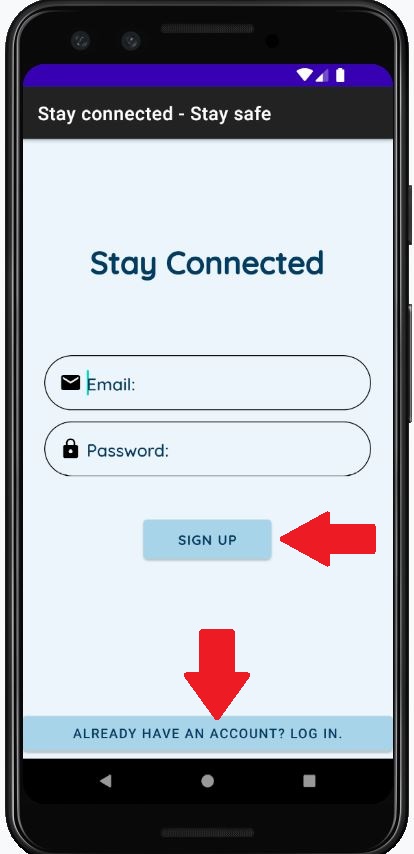 Stay connected - Stay safe
Stay Connected
Email:
Password:
SIGN UP
ALREADY HAVE AN ACCOUNT? LOG IN.